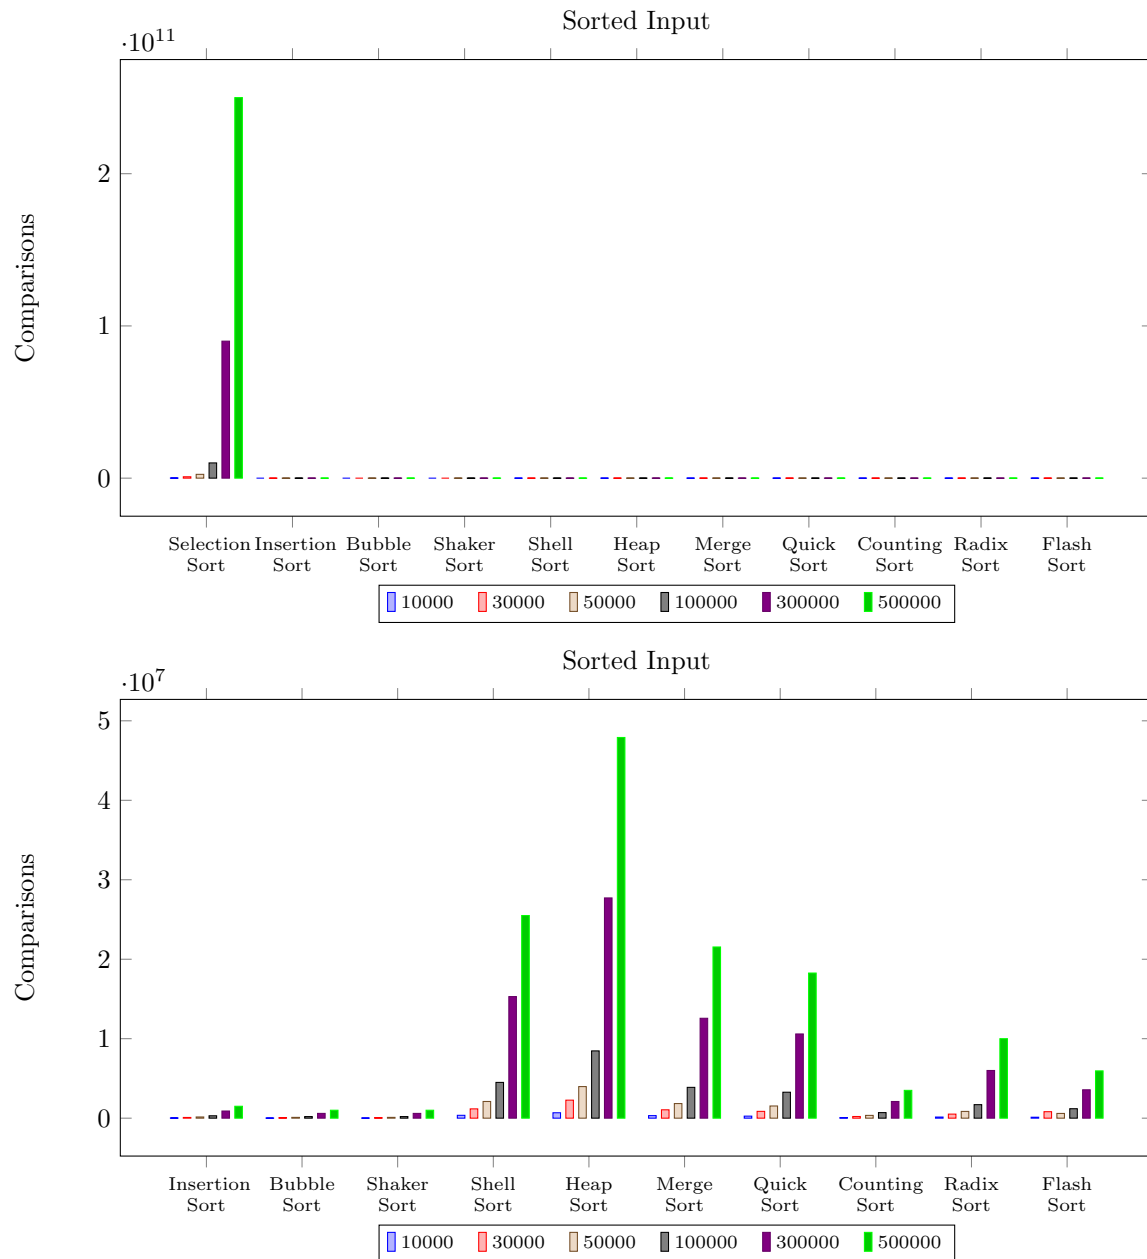 Sorted Input
·10^11
2
1
0
Comparisons
Selection Insertion Bubble Shaker Shell Heap Merge Quick Counting Radix Flash
Sort Sort Sort Sort Sort Sort Sort Sort Sort Sort Sort
10000 30000 50000 100000 300000 500000
Sorted Input
·10^7
5
4
3
2
1
0
Comparisons
Insertion Bubble Shaker Shell Heap Merge Quick Counting Radix Flash
Sort Sort Sort Sort Sort Sort Sort Sort Sort Sort
10000 30000 50000 100000 300000 500000